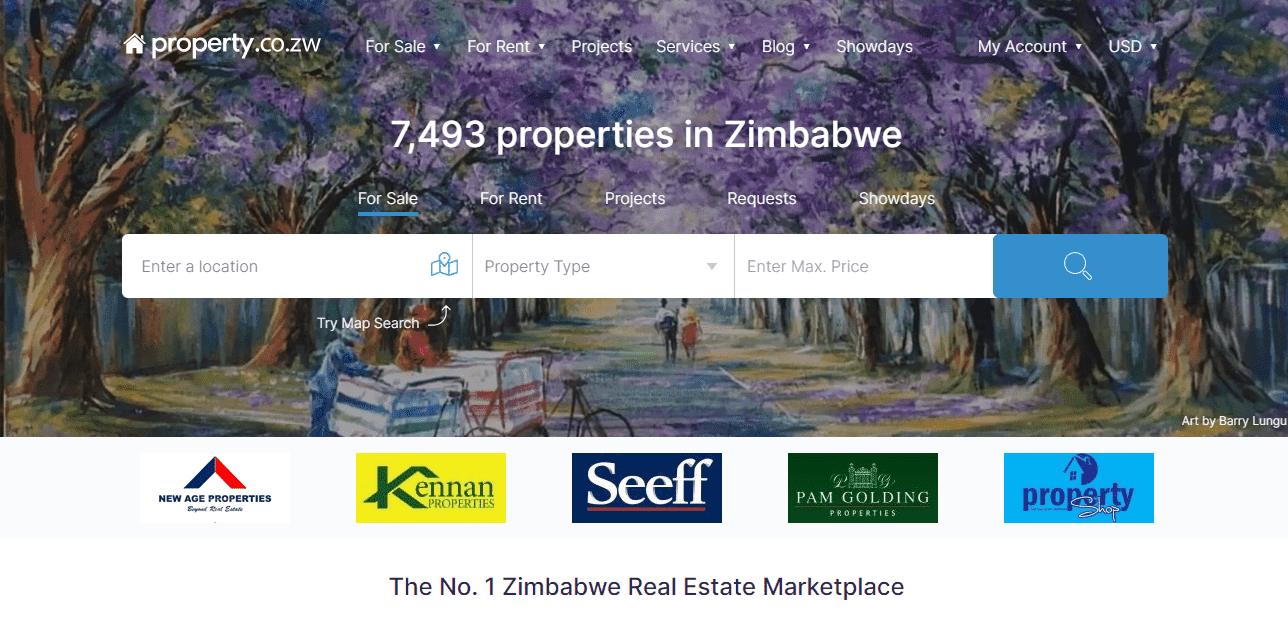 property.co.zw
For Sale ▼ For Rent ▼ Projects Services ▼ Blog ▼ Showdays My Account ▼ USD ▼
7,493 properties in Zimbabwe
For Sale For Rent Projects Requests Showdays
Enter a location Property Type Enter Max. Price
Try Map Search
Art by Barry Lungu
NEW AGE PROPERTIES
Beyond Real Estate
Kennan
PROPERTIES
Seeff
PAM GOLDING
PROPERTIES
property
Shop
The No. 1 Zimbabwe Real Estate Marketplace